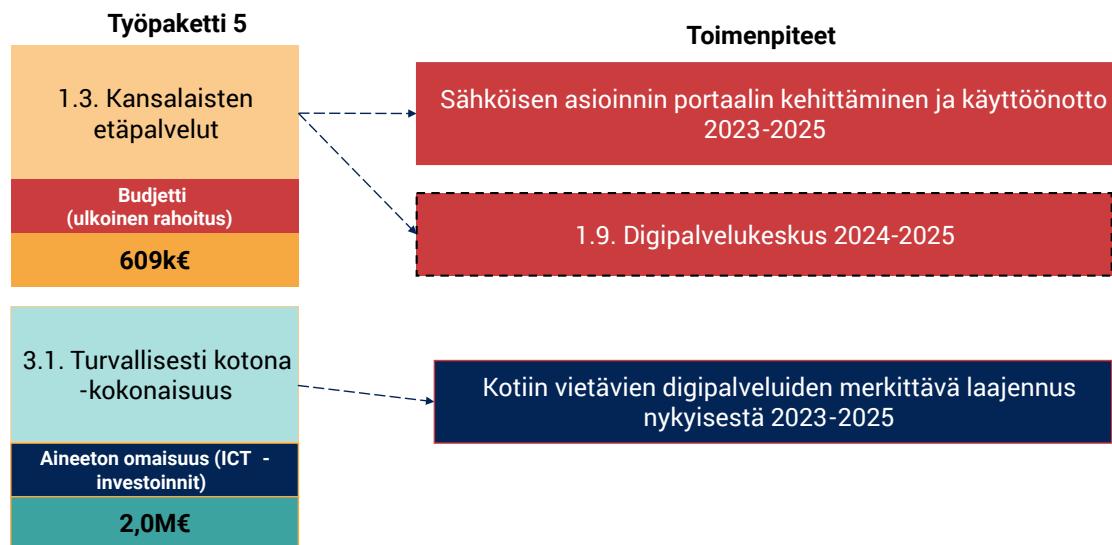 Työpaketti 5
Toimenpiteet
1.3. Kansalaisten
etäpalvelut
Budjetti
(ulkoinen rahoitus)
609k€
Sähköisen asioinnin portaalin kehittäminen ja käyttöönotto
2023-2025
1.9. Digipalvelukeskus 2024-2025
3.1. Turvallisesti kotona
-kokonaisuus
Aineeton omaisuus (ICT -
investoinnit)
2,0M€
Kotiin vietävien digipalveluiden merkittävä laajennus
nykyisestä 2023-2025